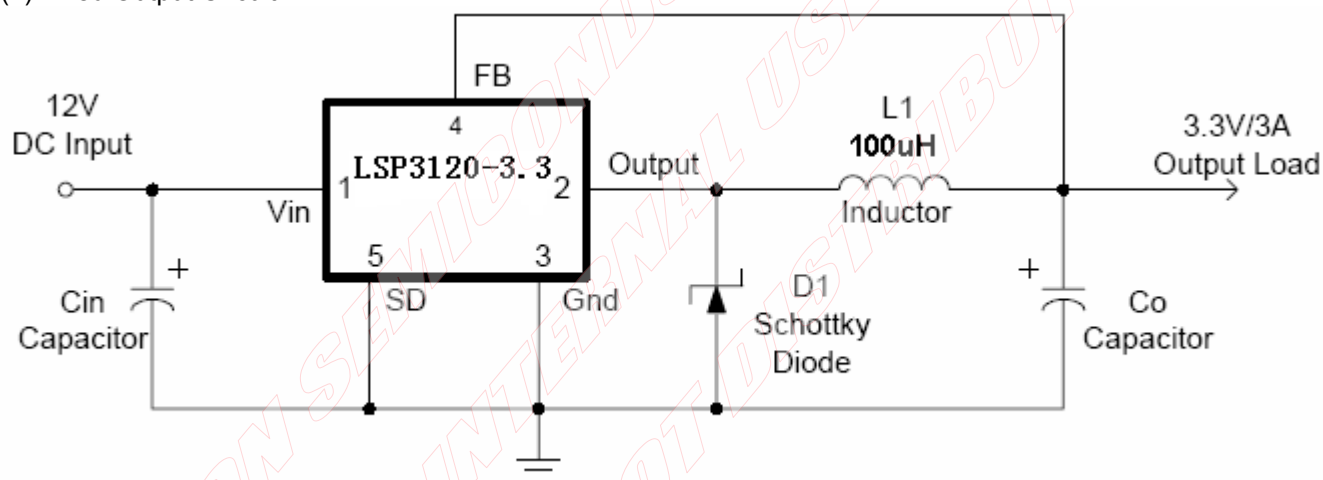 FB
12V
DC Input
4
L1
100uH
3.3V/3A
Output Load
LSP3120-3.3
Output
1
2
Vin
Inductor
5
3
SD
Gnd
+
+
Cin
Capacitor
D1
Schottky
Diode
Co
Capacitor